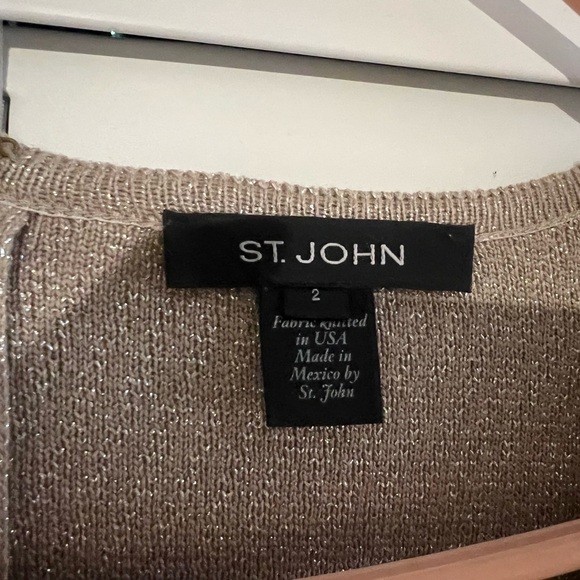 ST. JOHN
2
Fabric knitted
in USA
Made in
Mexico by
St. John